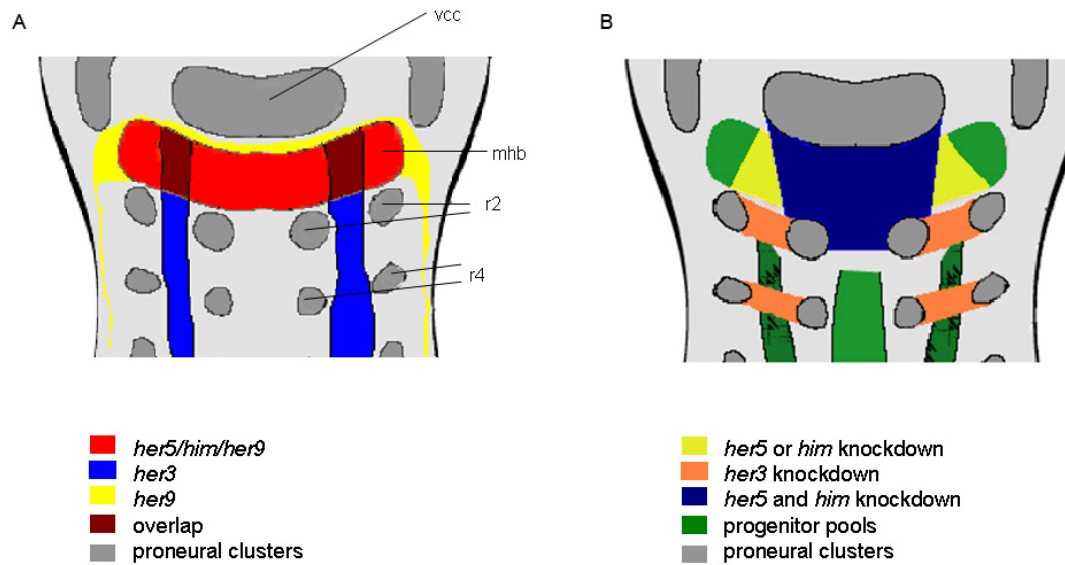 A
vcc
mhb
r2
r4
her5/him/her9
her3
her9
overlap
proneural clusters
B
her5 or him knockdown
her3 knockdown
her5 and him knockdown
progenitor pools
proneural clusters